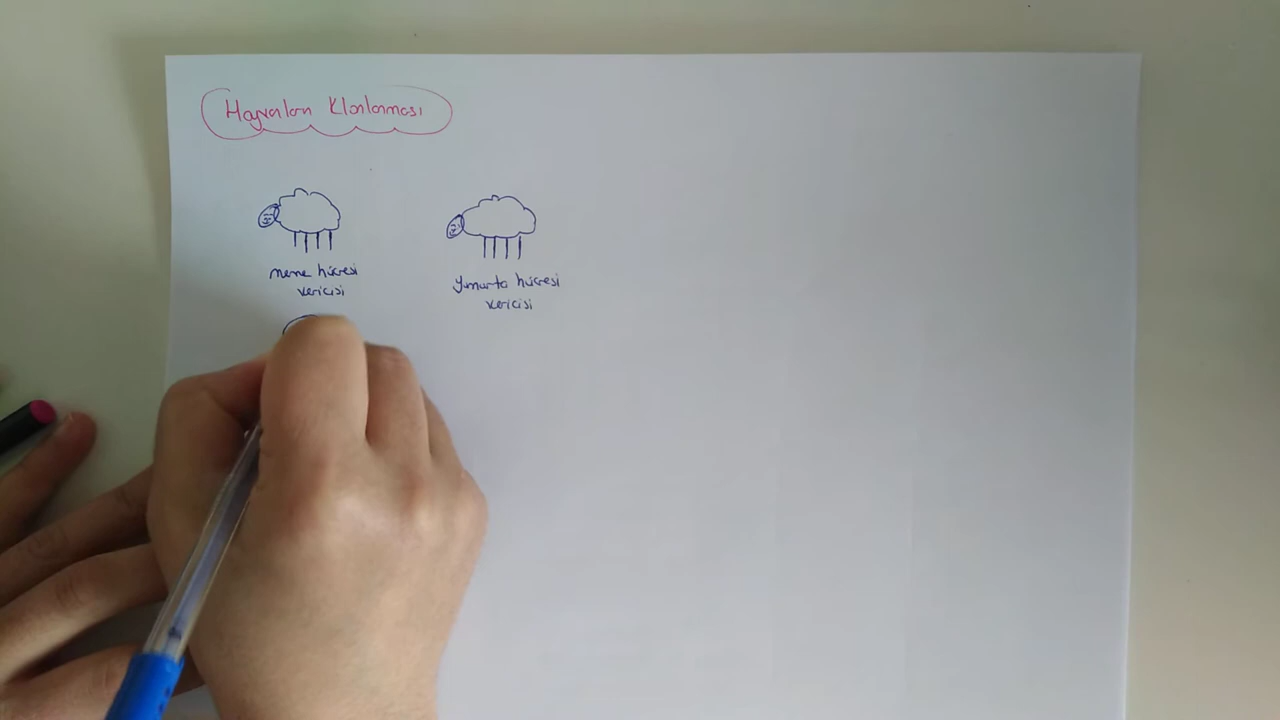 Hayvanların Klonlanması
meme hücresi
vericisi
yumurta hücresi
vericisi